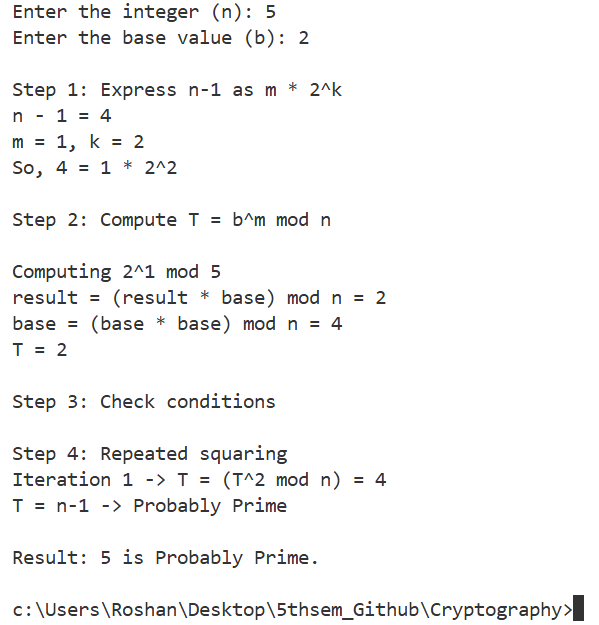 Enter the integer (n): 5
Enter the base value (b): 2
Step 1: Express n-1 as m * 2^k
n - 1 = 4
m = 1, k = 2
So, 4 = 1 * 2^2
Step 2: Compute T = b^m mod n
Computing 2^1 mod 5
result = (result * base) mod n = 2
base = (base * base) mod n = 4
T = 2
Step 3: Check conditions
Step 4: Repeated squaring
Iteration 1 -> T = (T^2 mod n) = 4
T = n-1 -> Probably Prime
Result: 5 is Probably Prime.
c:\Users\Roshan\Desktop\5thsem_Github\Cryptography>